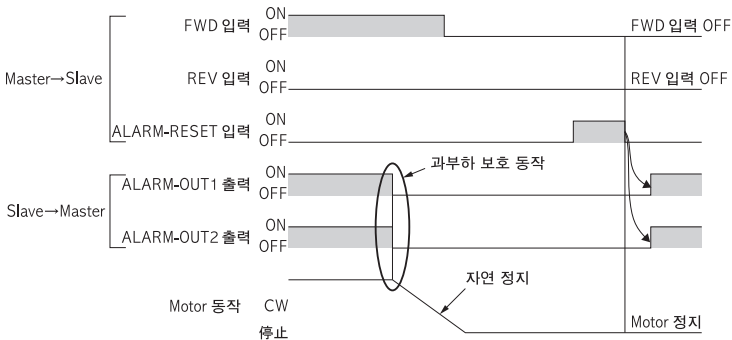 ON
FWD 입력
OFF
FWD 입력 OFF
ON
Master→Slave
REV 입력
OFF
REV 입력 OFF
ON
ALARM-RESET 입력
OFF
과부하 보호 동작
ON
ALARM-OUT1 출력
OFF
Slave→Master
ON
ALARM-OUT2 출력
OFF
자연 정지
Motor 동작
CW
停止
Motor 정지